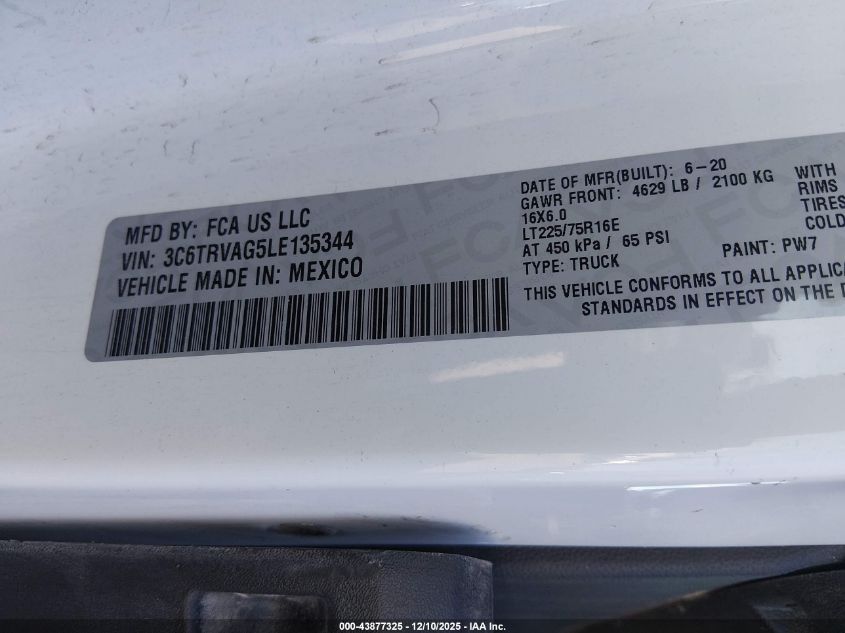 MFD BY: FCA US LLC
VIN: 3C6TRVAG5LE135344
VEHICLE MADE IN: MEXICO
DATE OF MFR(BUILT): 6-20
GAWR FRONT: 4629 LB / 2100 KG WITH
16X6.0 RIMS
LT225/75R16E TIRES
AT 450 kPa / 65 PSI COLD
TYPE: TRUCK PAINT: PW7
THIS VEHICLE CONFORMS TO ALL APPLICA
STANDARDS IN EFFECT ON THE D
000-43877325 - 12/10/2025 - IAA Inc.